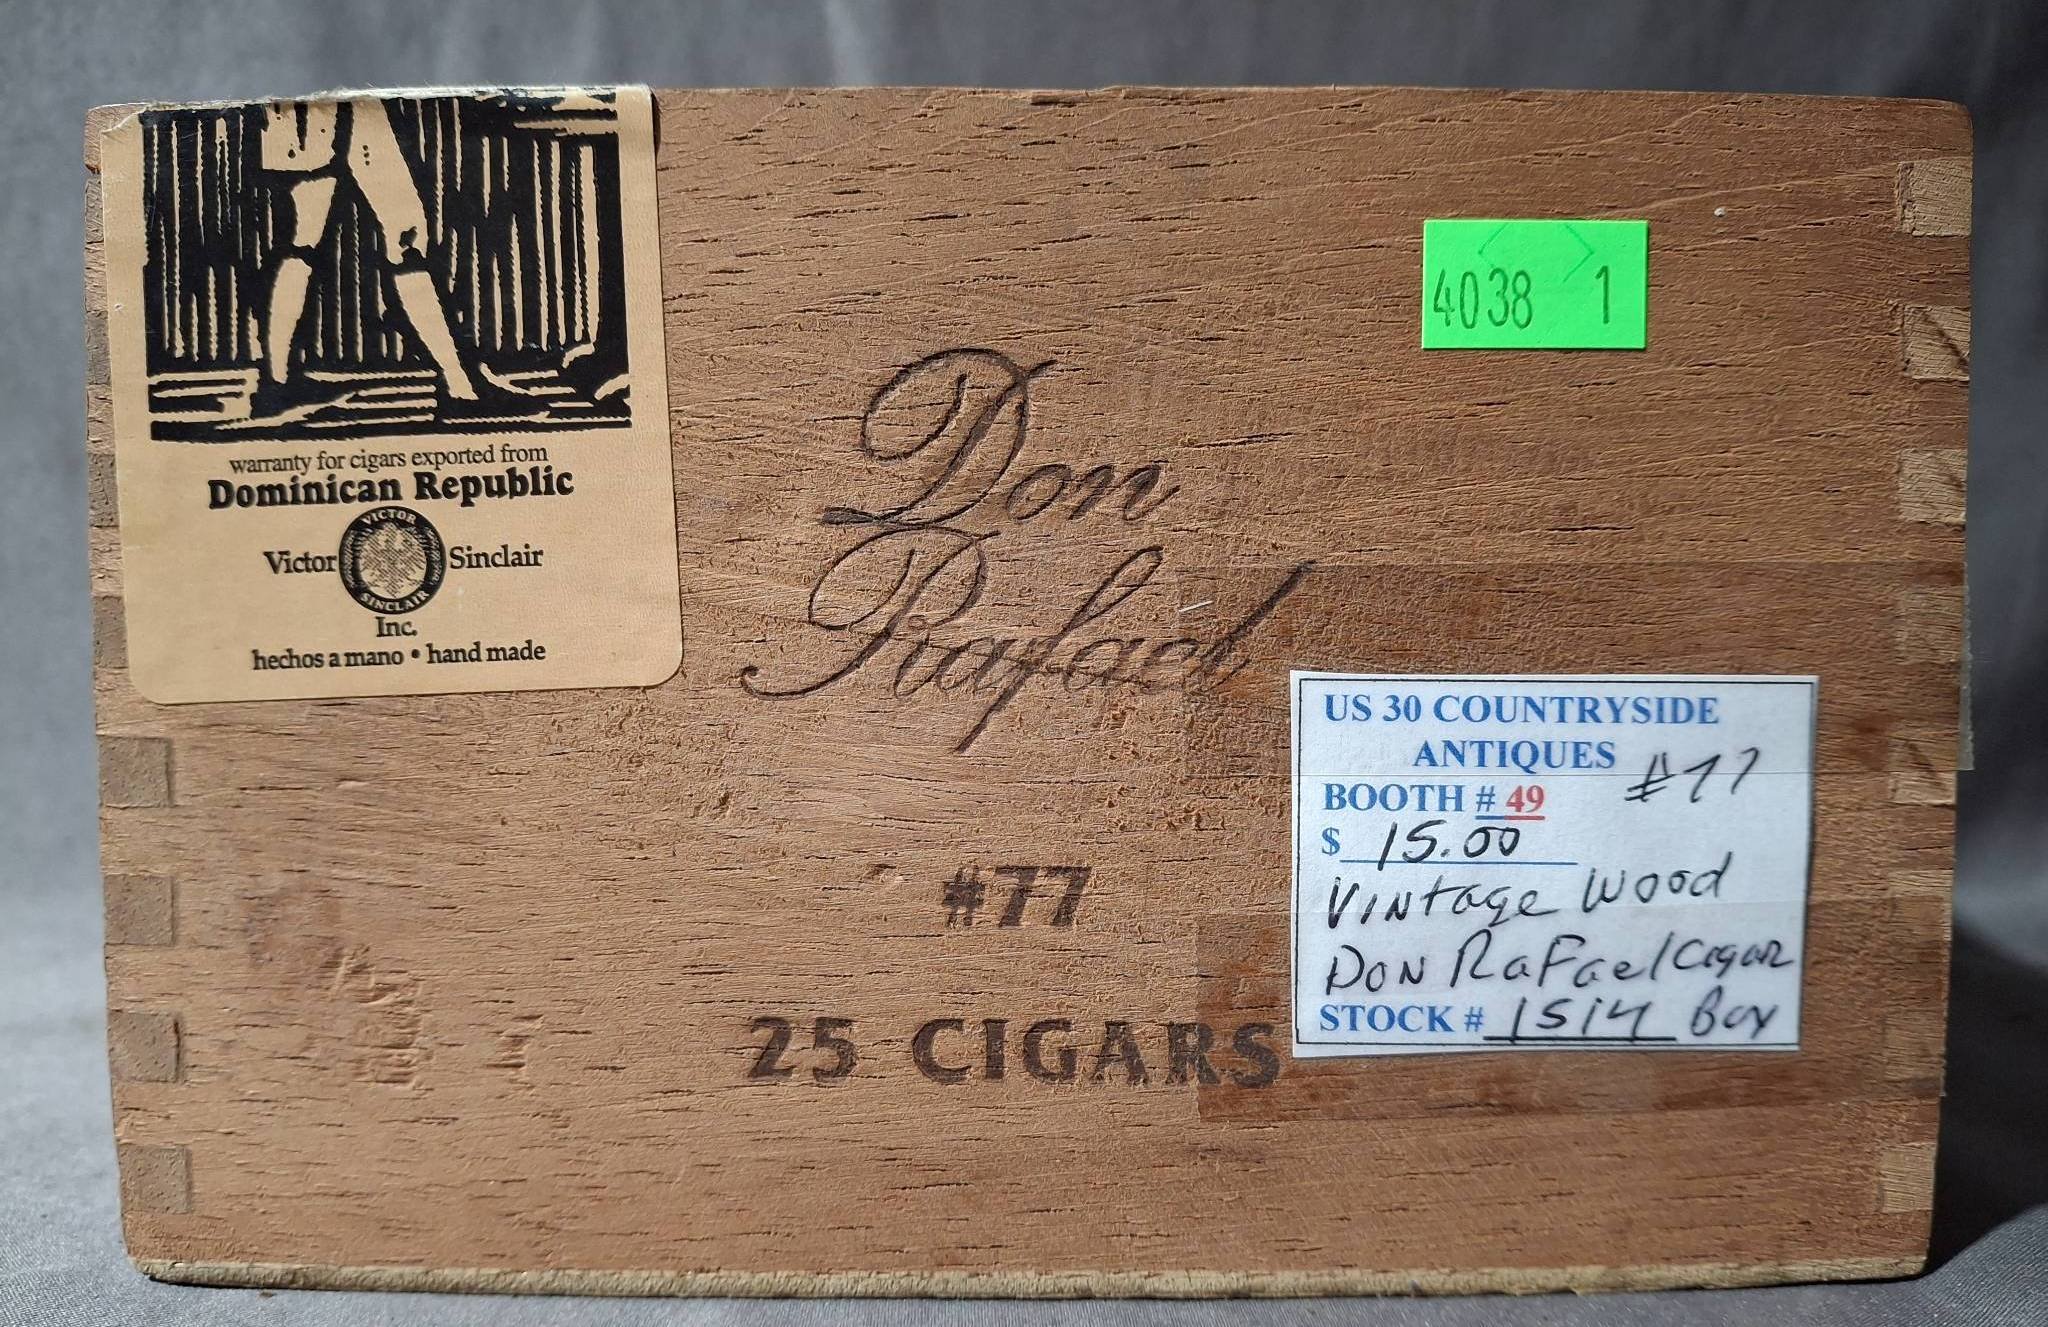 warranty for cigars exported from
Dominican Republic
Victor VICTOR SINCLAIR Sinclair
Inc.
hechos a mano • hand made
4038 1
Don
Rafael
#77
25 CIGARS
US 30 COUNTRYSIDE
ANTIQUES
BOOTH # 49 #77
$ 15.00
Vintage Wood
Don Rafael Cigar
STOCK # 1514 Box